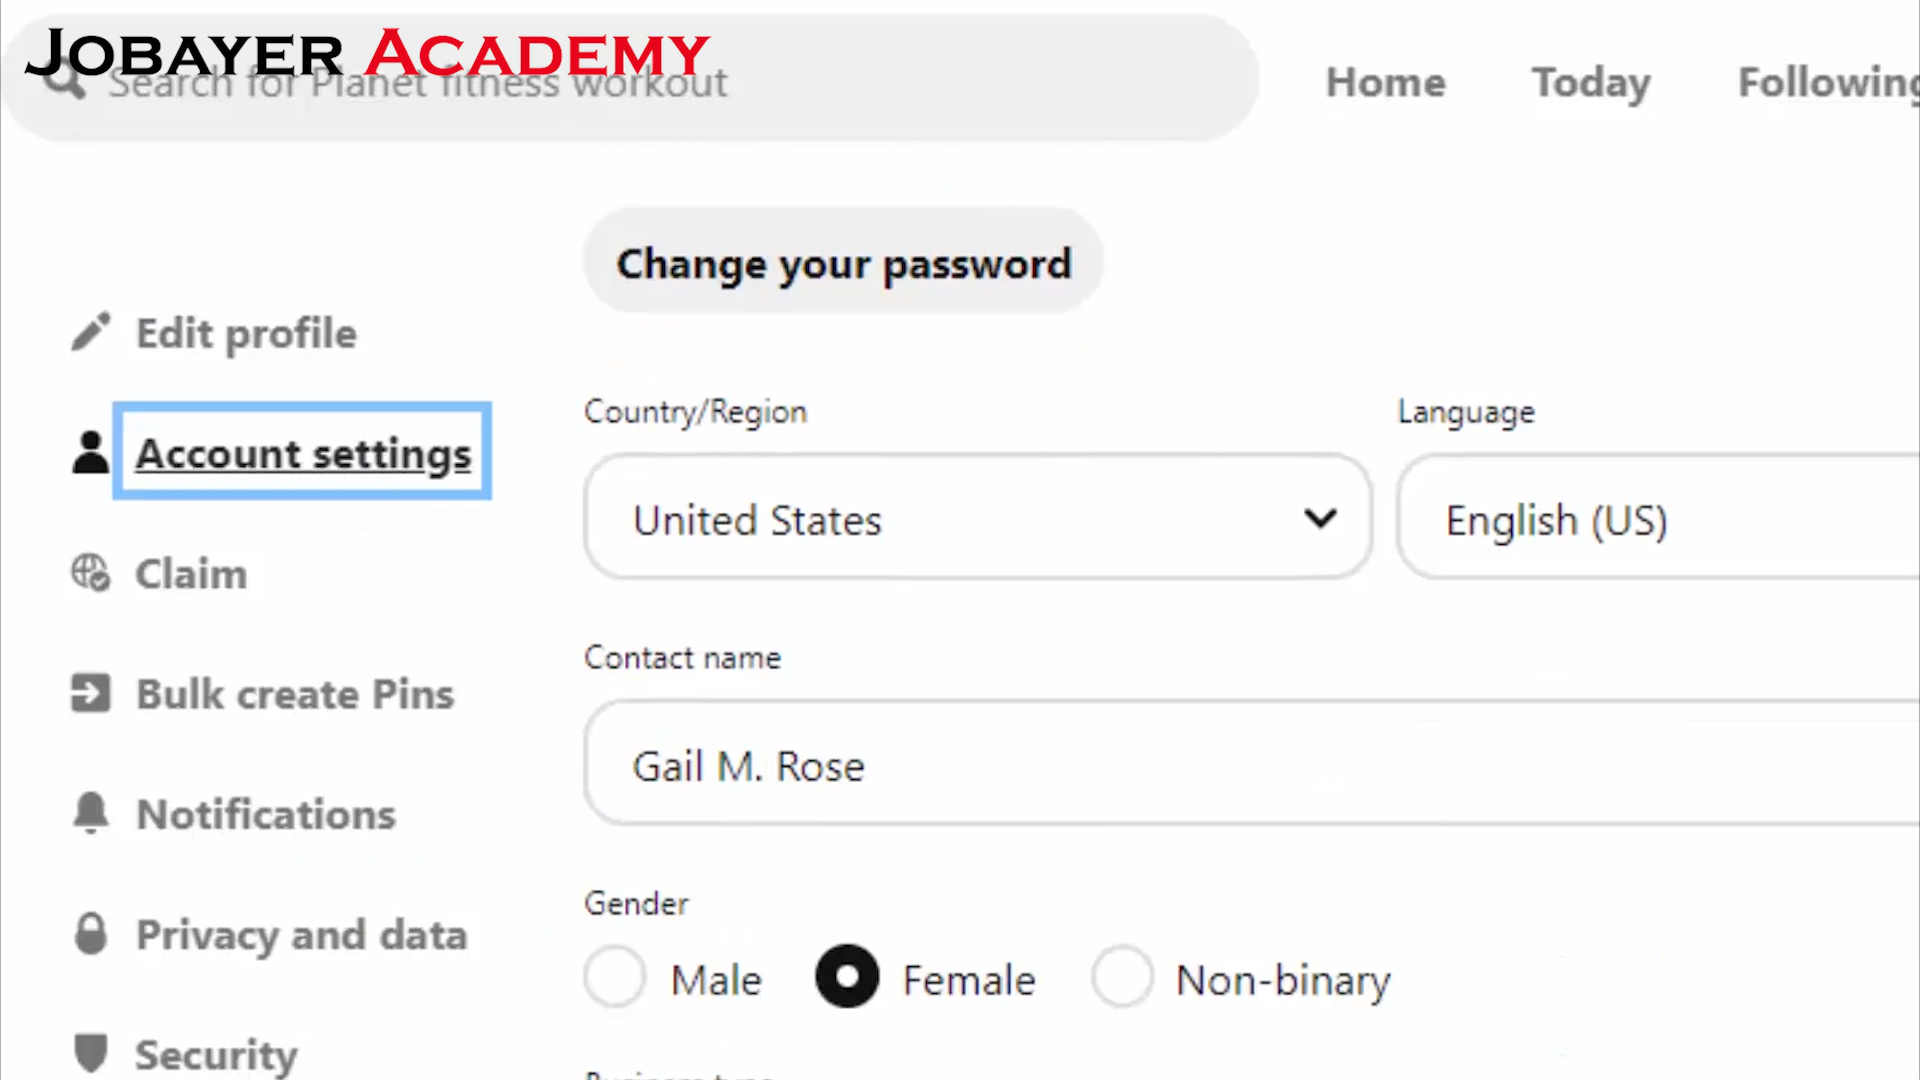 JOBAYER ACADEMY
Search for Planet fitness workout
Home
Today
Following
Change your password
Edit profile
Account settings
Claim
Bulk create Pins
Notifications
Privacy and data
Security
Country/Region
Language
United States
English (US)
Contact name
Gail M. Rose
Gender
Male
Female
Non-binary